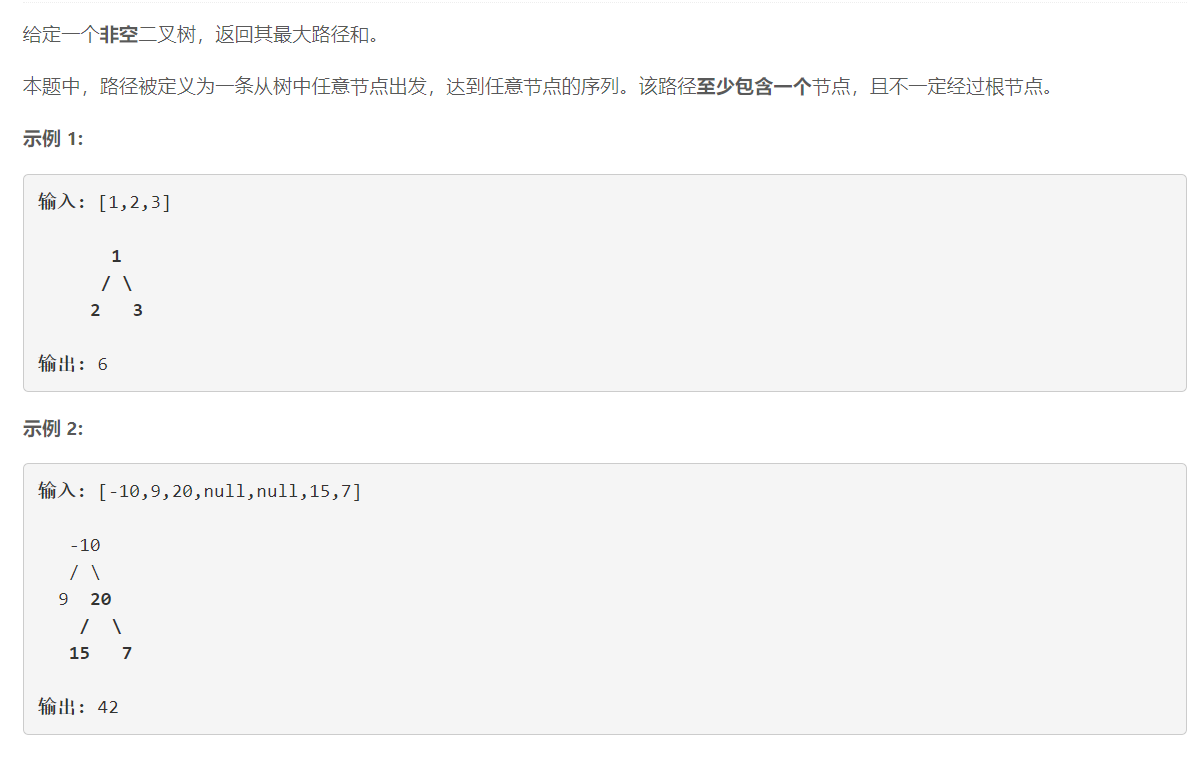 给定一个非空二叉树，返回其最大路径和。
本题中，路径被定义为一条从树中任意节点出发，达到任意节点的序列。该路径至少包含一个节点，且不一定经过根节点。
示例 1:
输入: [1,2,3]
1
/ \
2 3
输出: 6
示例 2:
输入: [-10,9,20,null,null,15,7]
-10
/ \
9 20
/ \
15 7
输出: 42